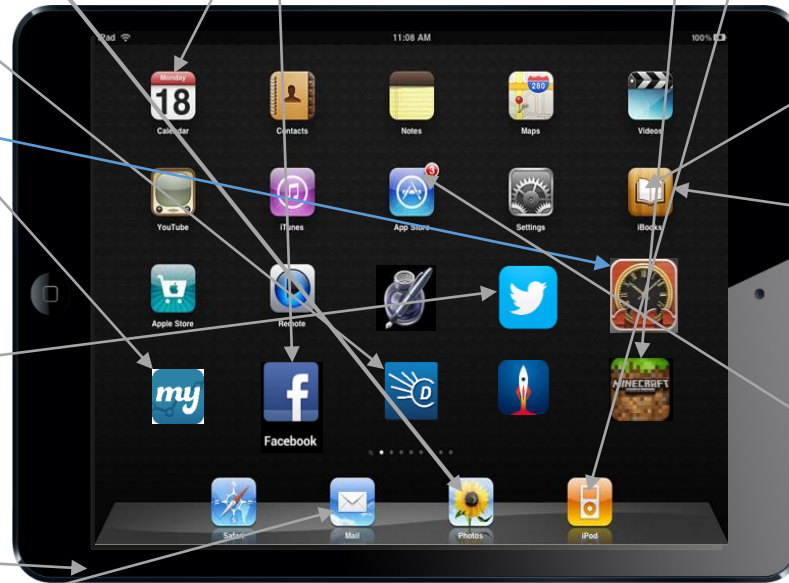 iPad 11:08 AM 100%
Monday
18 280
Calendar Contacts Notes Maps Videos
3
YouTube iTunes App Store Settings iBooks
Apple Store Remote
my f D MINECRAFT
Facebook
Safari Mail Photos iPod